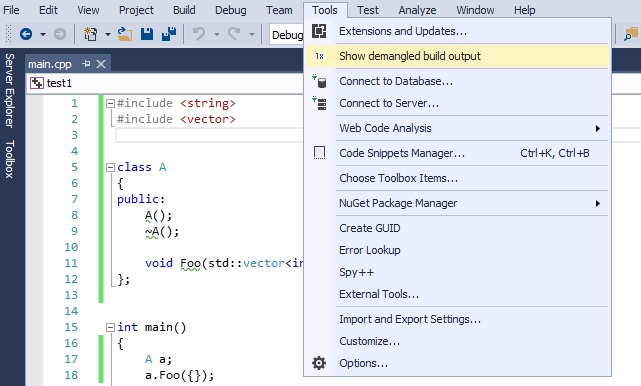 File Edit View Project Build Debug Team Tools Test Analyze Window Help
Debug
Server Explorer
Toolbox
main.cpp
test1
1 #include <string>
2 #include <vector>
3
4
5 class A
6 {
7 public:
8 A();
9 ~A();
10
11 void Foo(std::vector<in
12 };
13
14
15 int main()
16 {
17 A a;
18 a.Foo({});
Extensions and Updates...
1x Show demangled build output
Connect to Database...
Connect to Server...
Web Code Analysis
Code Snippets Manager... Ctrl+K, Ctrl+B
Choose Toolbox Items...
NuGet Package Manager
Create GUID
Error Lookup
Spy++
External Tools...
Import and Export Settings...
Customize...
Options...